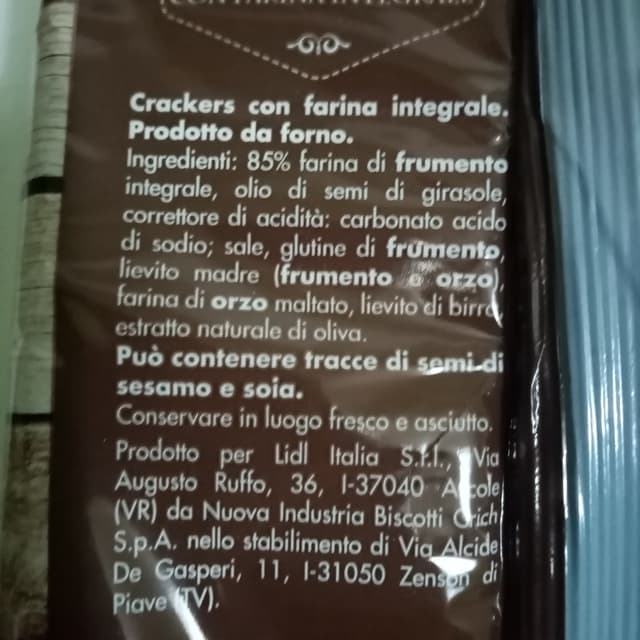 CON FARINA INTEGRALE
Crackers con farina integrale.
Prodotto da forno.
Ingredienti: 85% farina di frumento
integrale, olio di semi di girasole,
correttore di acidità: carbonato acido
di sodio; sale, glutine di frumento,
lievito madre (frumento e orzo),
farina di orzo maltato, lievito di birra,
estratto naturale di oliva.
Può contenere tracce di semi di
sesamo e soia.
Conservare in luogo fresco e asciutto.
Prodotto per Lidl Italia S.r.l., Via
Augusto Ruffo, 36, I-37040 Arcole
(VR) da Nuova Industria Biscotti Crich
S.p.A. nello stabilimento di Via Alcide
De Gasperi, 11, I-31050 Zenson di
Piave (TV).